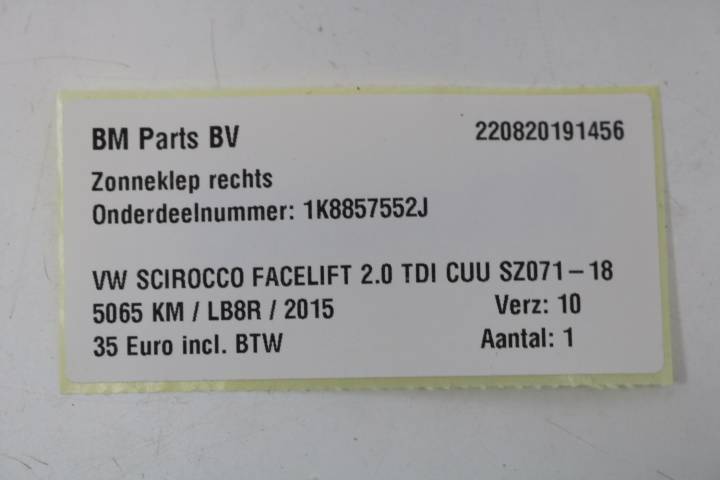 BM Parts BV 220820191456
Zonneklep rechts
Onderdeelnummer: 1K8857552J
VW SCIROCCO FACELIFT 2.0 TDI CUU SZ071-18
5065 KM / LB8R / 2015 Verz: 10
35 Euro incl. BTW Aantal: 1